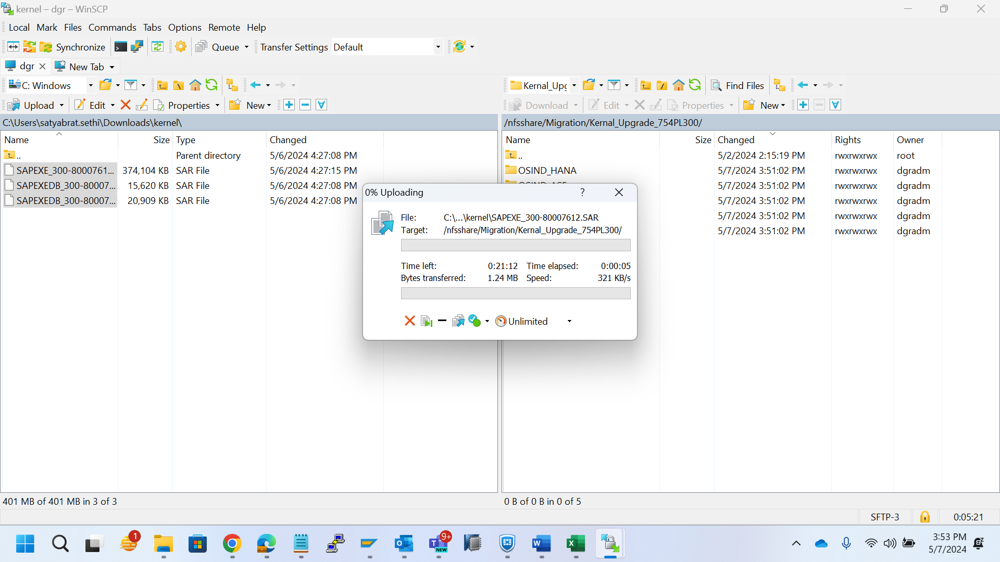 kernel – dgr – WinSCP
Local Mark Files Commands Tabs Options Remote Help
Synchronize Queue Transfer Settings Default
dgr New Tab
C: Windows Kernal_Upg Find Files
Upload Edit Properties New Download Edit Properties New
C:\Users\satyabrat.sethi\Downloads\kernel\ /nfsshare/Migration/Kernal_Upgrade_754PL300/
Name Size Type Changed Name Size Changed Rights Owner
.. Parent directory 5/6/2024 4:27:08 PM .. 5/2/2024 2:15:19 PM rwxrwxrwx root
SAPEXE_300-8000761... 374,104 KB SAR File 5/6/2024 4:27:15 PM OSIND_HANA 5/7/2024 3:51:02 PM rwxrwxrwx dgradm
SAPEXEDB_300-80007... 15,620 KB SAR File 5/6/2024 4:27:08 PM 5/7/2024 3:51:02 PM rwxrwxrwx dgradm
SAPEXEDB_300-80007... 20,909 KB SAR File 5/6/2024 4:27:08 PM 5/7/2024 3:51:02 PM rwxrwxrwx dgradm
5/7/2024 3:51:02 PM rwxrwxrwx dgradm
5/7/2024 3:51:02 PM rwxrwxrwx dgradm
0% Uploading ?
File: C:\...\kernel\SAPEXE_300-80007612.SAR
Target: /nfsshare/Migration/Kernal_Upgrade_754PL300/
Time left: 0:21:12 Time elapsed: 0:00:05
Bytes transferred: 1.24 MB Speed: 321 KB/s
Unlimited
401 MB of 401 MB in 3 of 3 0 B of 0 B in 0 of 5
SFTP-3 0:05:21
1 9+ NEW 3:53 PM
5/7/2024